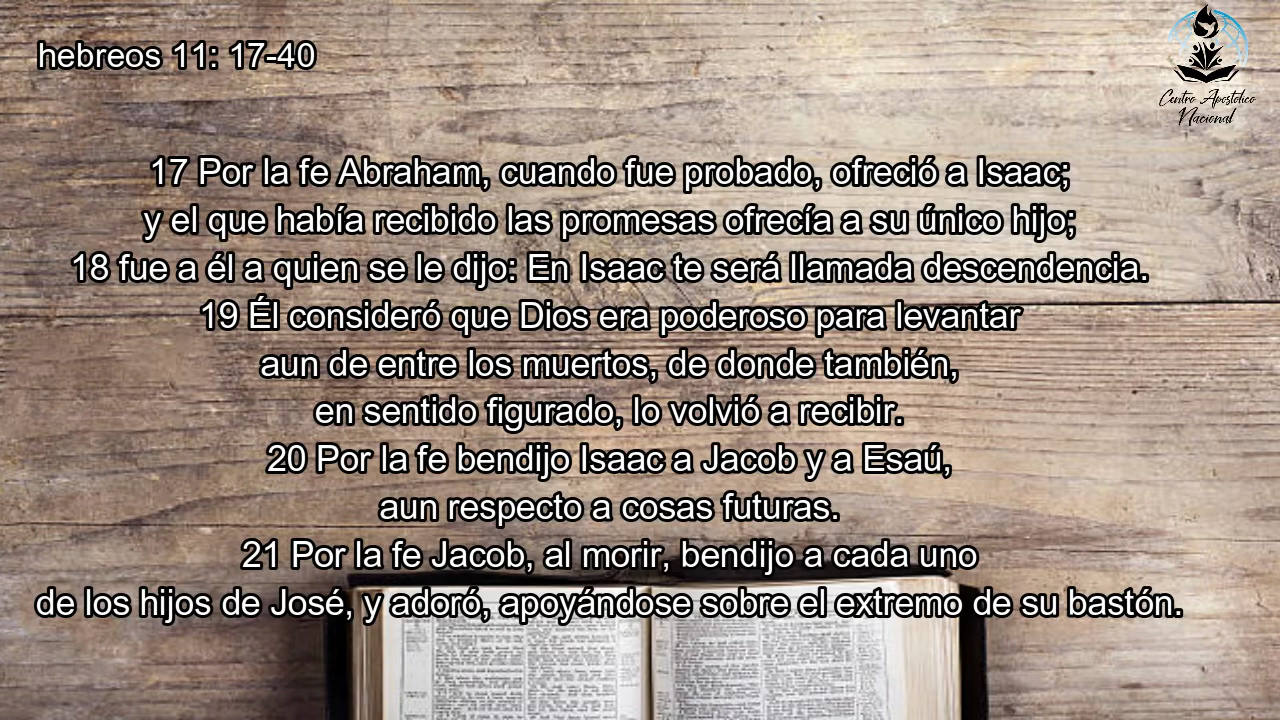 hebreos 11: 17-40
Centro Apostolico
Nacional
17 Por la fe Abraham, cuando fue probado, ofreció a Isaac;
y el que había recibido las promesas ofrecía a su único hijo;
18 fue a él a quien se le dijo: En Isaac te será llamada descendencia.
19 Él consideró que Dios era poderoso para levantar
aun de entre los muertos, de donde también,
en sentido figurado, lo volvió a recibir.
20 Por la fe bendijo Isaac a Jacob y a Esaú,
aun respecto a cosas futuras.
21 Por la fe Jacob, al morir, bendijo a cada uno
de los hijos de José, y adoró, apoyándose sobre el extremo de su bastón.